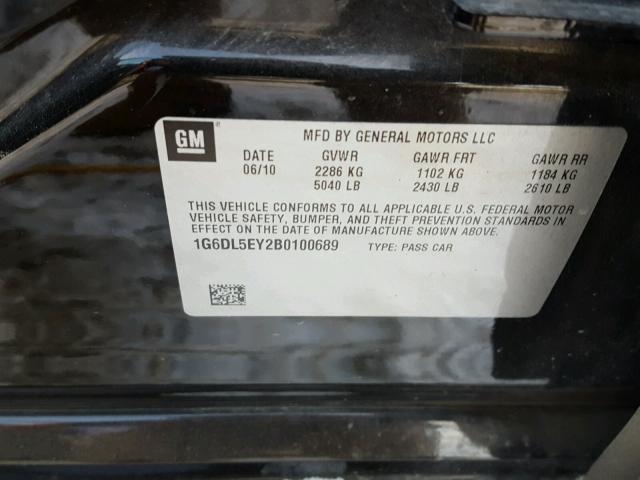 GM ®
MFD BY GENERAL MOTORS LLC
DATE GVWR GAWR FRT GAWR RR
06/10 2286 KG 1102 KG 1184 KG
5040 LB 2430 LB 2610 LB
THIS VEHICLE CONFORMS TO ALL APPLICABLE U.S. FEDERAL MOTOR
VEHICLE SAFETY, BUMPER, AND THEFT PREVENTION STANDARDS IN
EFFECT ON THE DATE OF MANUFACTURE SHOWN ABOVE.
1G6DL5EY2B0100689 TYPE: PASS CAR